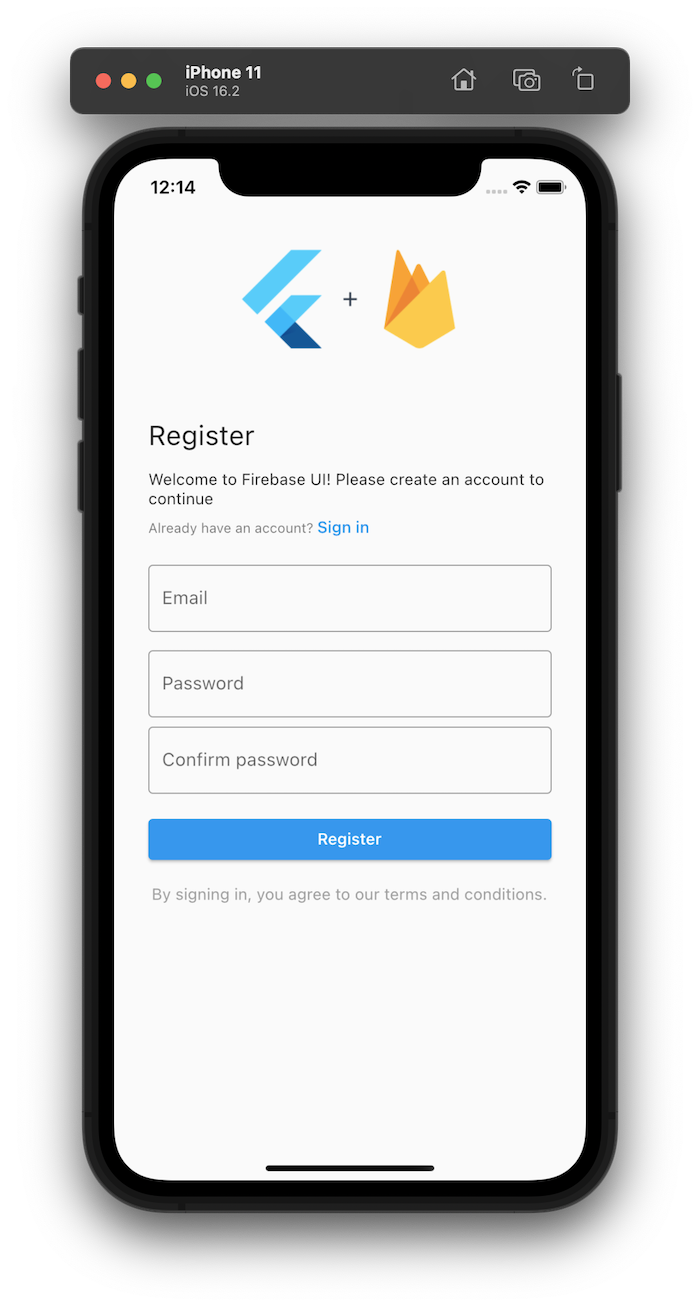 iPhone 11
iOS 16.2
12:14
+
Register
Welcome to Firebase UI! Please create an account to
continue
Already have an account? Sign in
Email
Password
Confirm password
Register
By signing in, you agree to our terms and conditions.